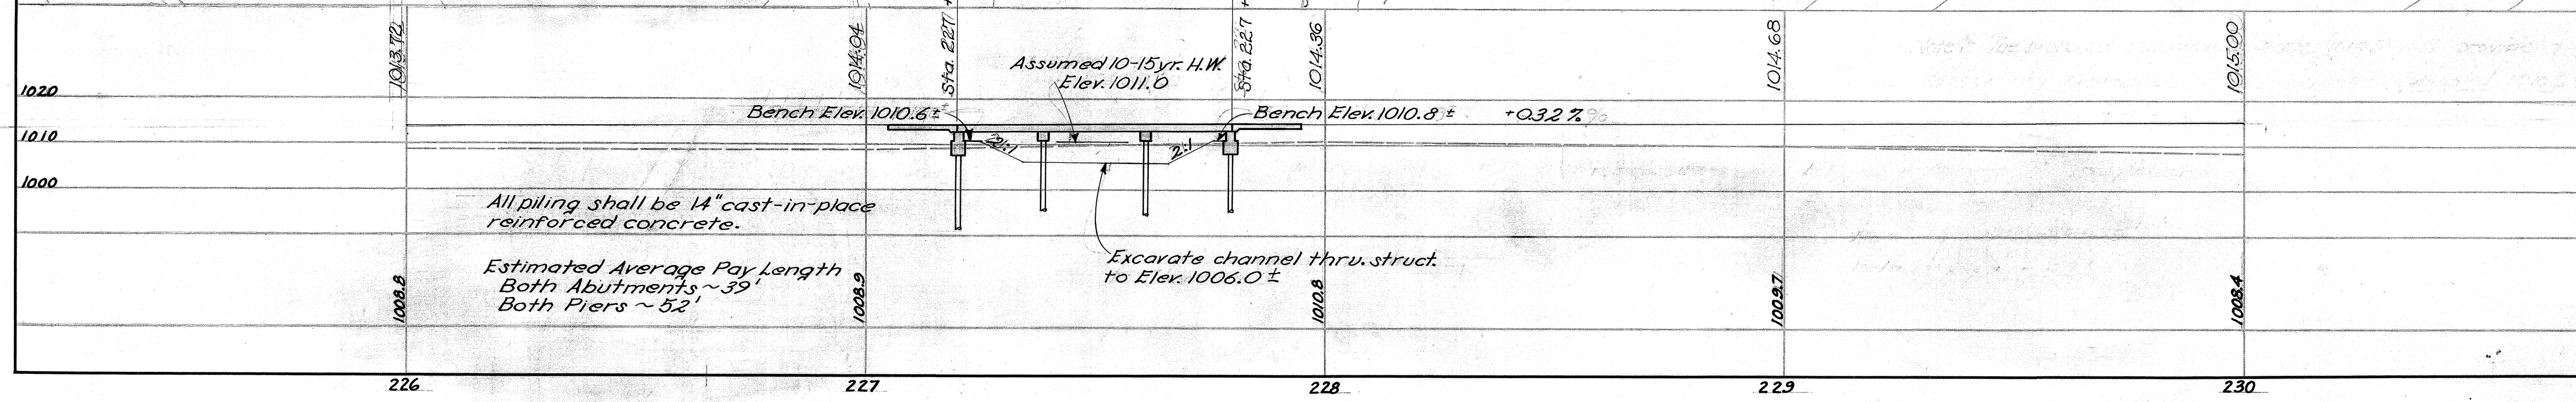 1013.72
1014.04
Sta. 227 +
Sta. 227 +
1014.36
1014.68
1015.00
Assumed 10-15yr. H.W.
Elev. 1011.0
1020
Bench Elev. 1010.6 ±
Bench Elev. 1010.8 ±
+0.32 %
1010
2:1
2:1
1000
All piling shall be 14" cast-in-place
reinforced concrete.
Excavate channel thru. struct.
to Elev. 1006.0 ±
Estimated Average Pay Length
Both Abutments ~ 39'
Both Piers ~ 52'
1008.8
1008.9
1010.8
1009.7
1008.4
226
227
228
229
230